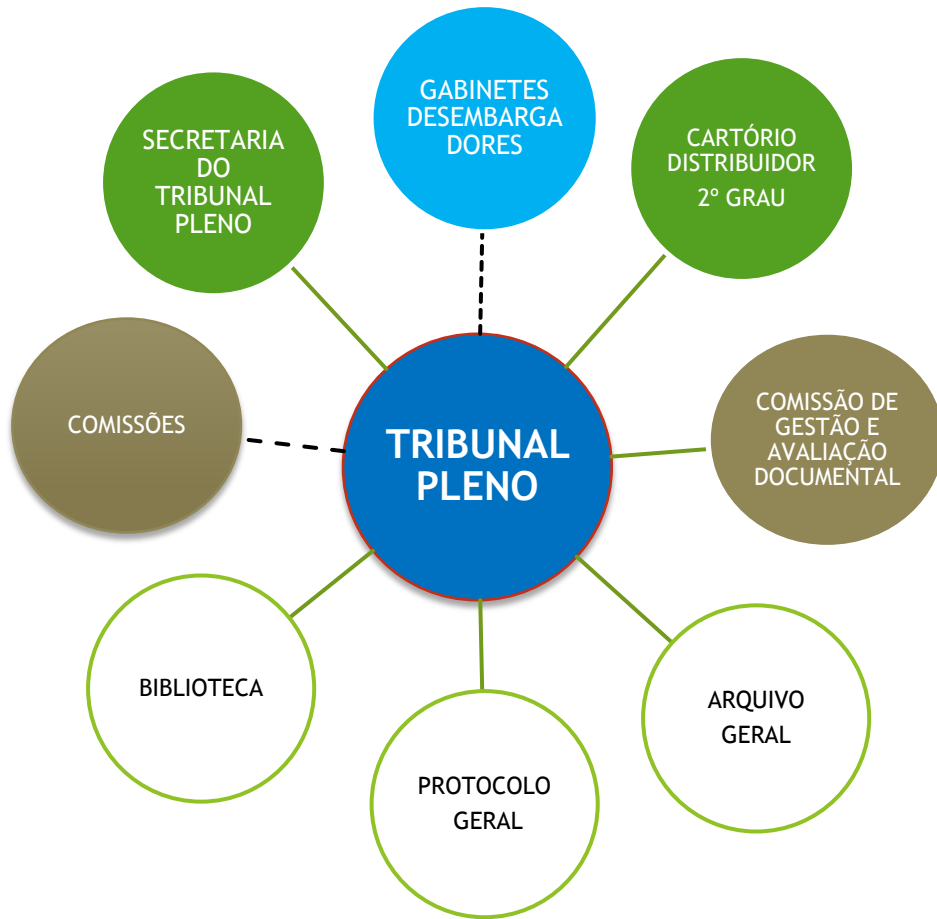 GABINETES
DESEMBARGA
DORES
SECRETARIA
DO
TRIBUNAL
PLENO
CARTÓRIO
DISTRIBUIDOR
2º GRAU
COMISSÕES
TRIBUNAL
PLENO
COMISSÃO DE
GESTÃO E
AVALIAÇÃO
DOCUMENTAL
BIBLIOTECA
PROTOCOLO
GERAL
ARQUIVO
GERAL